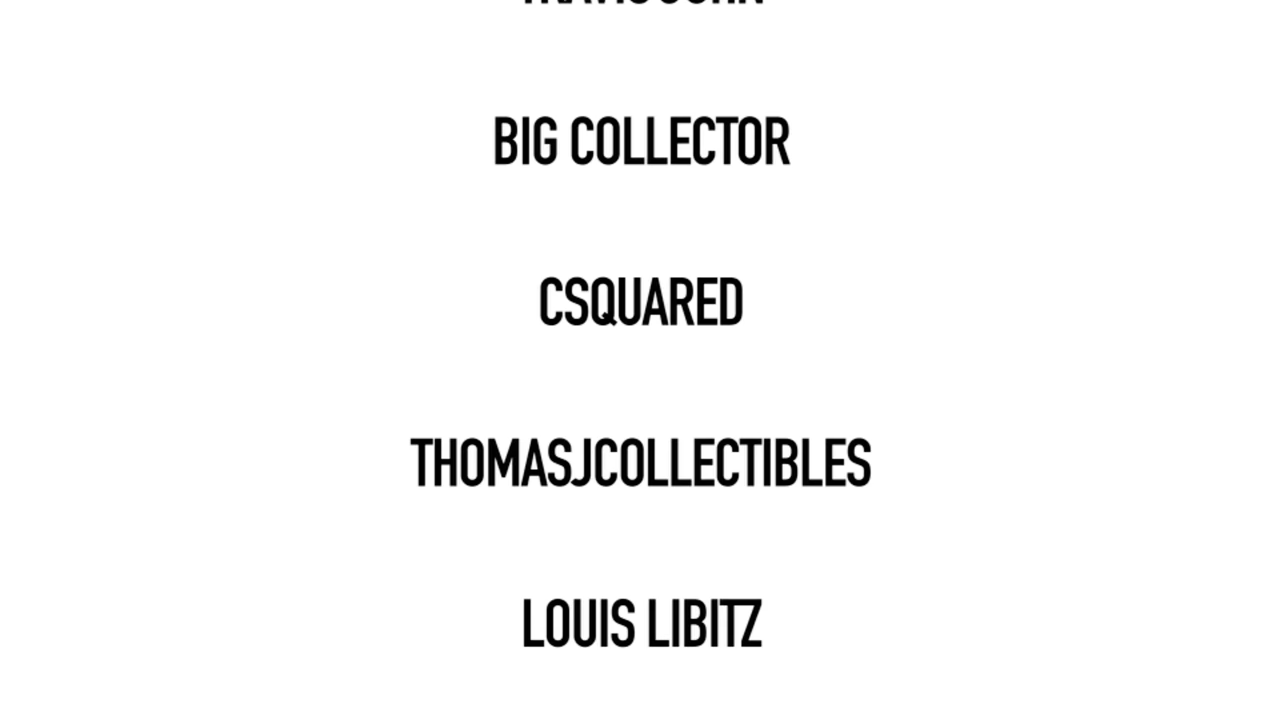 BIG COLLECTOR
CSQUARED
THOMASJCOLLECTIBLES
LOUIS LIBITZ